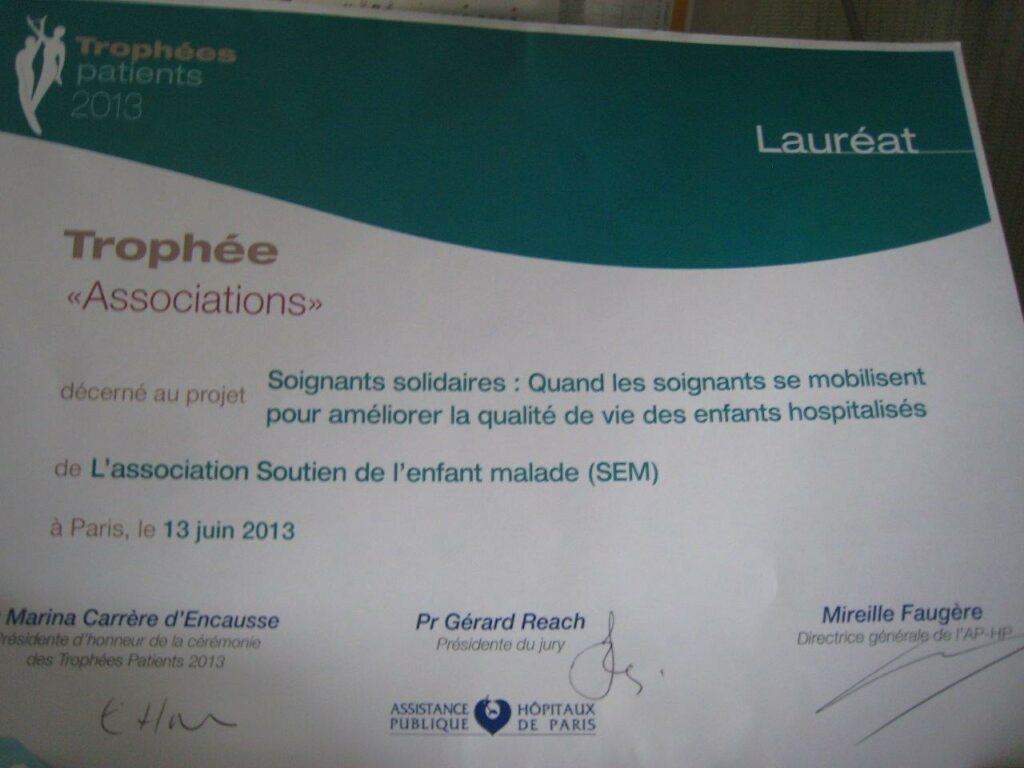 Trophées
patients
2013
Lauréat
Trophée
«Associations»
décerné au projet Soignants solidaires : Quand les soignants se mobilisent
pour améliorer la qualité de vie des enfants hospitalisés
de L'association Soutien de l'enfant malade (SEM)
à Paris, le 13 juin 2013
Marina Carrère d'Encausse
Présidente d'honneur de la cérémonie
des Trophées Patients 2013
Pr Gérard Reach
Présidente du jury
Mireille Faugère
Directrice générale de l'AP-HP
ASSISTANCE HÔPITAUX
PUBLIQUE DE PARIS